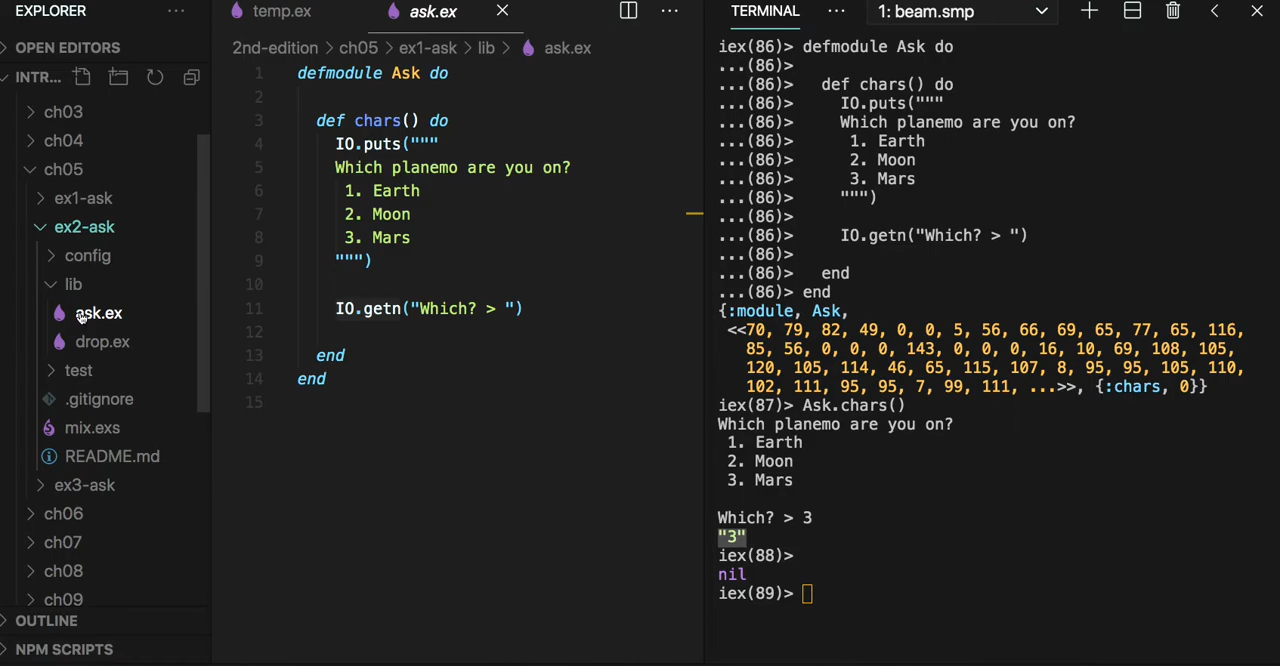 EXPLORER ···
OPEN EDITORS
INTR...
ch03
ch04
ch05
ex1-ask
ex2-ask
config
lib
ask.ex
drop.ex
test
.gitignore
mix.exs
README.md
ex3-ask
ch06
ch07
ch08
ch09
OUTLINE
NPM SCRIPTS
temp.ex ask.ex ···
2nd-edition > ch05 > ex1-ask > lib > ask.ex
1 defmodule Ask do
2
3 def chars() do
4 IO.puts("""
5 Which planemo are you on?
6 1. Earth
7 2. Moon
8 3. Mars
9 """)
10
11 IO.getn("Which? > ")
12
13 end
14 end
15
TERMINAL ··· 1: beam.smp
iex(86)> defmodule Ask do
...(86)>
...(86)> def chars() do
...(86)> IO.puts("""
...(86)> Which planemo are you on?
...(86)> 1. Earth
...(86)> 2. Moon
...(86)> 3. Mars
...(86)> """)
...(86)>
...(86)> IO.getn("Which? > ")
...(86)>
...(86)> end
...(86)> end
{:module, Ask,
<<70, 79, 82, 49, 0, 0, 5, 56, 66, 69, 65, 77, 65, 116,
85, 56, 0, 0, 0, 143, 0, 0, 0, 16, 10, 69, 108, 105,
120, 105, 114, 46, 65, 115, 107, 8, 95, 95, 105, 110,
102, 111, 95, 95, 7, 99, 111, ...>>, {:chars, 0}}
iex(87)> Ask.chars()
Which planemo are you on?
1. Earth
2. Moon
3. Mars
Which? > 3
"3"
iex(88)>
nil
iex(89)>